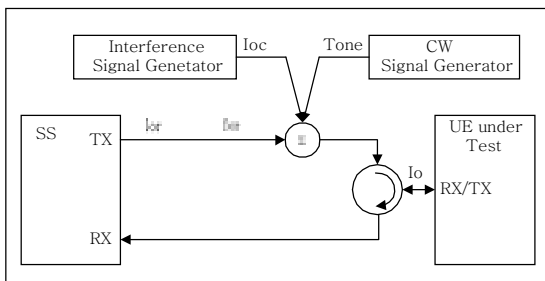 Interference
Signal Genetator
Ioc
Tone
CW
Signal Generator
SS
TX
UE under
Test
Io
RX/TX
RX